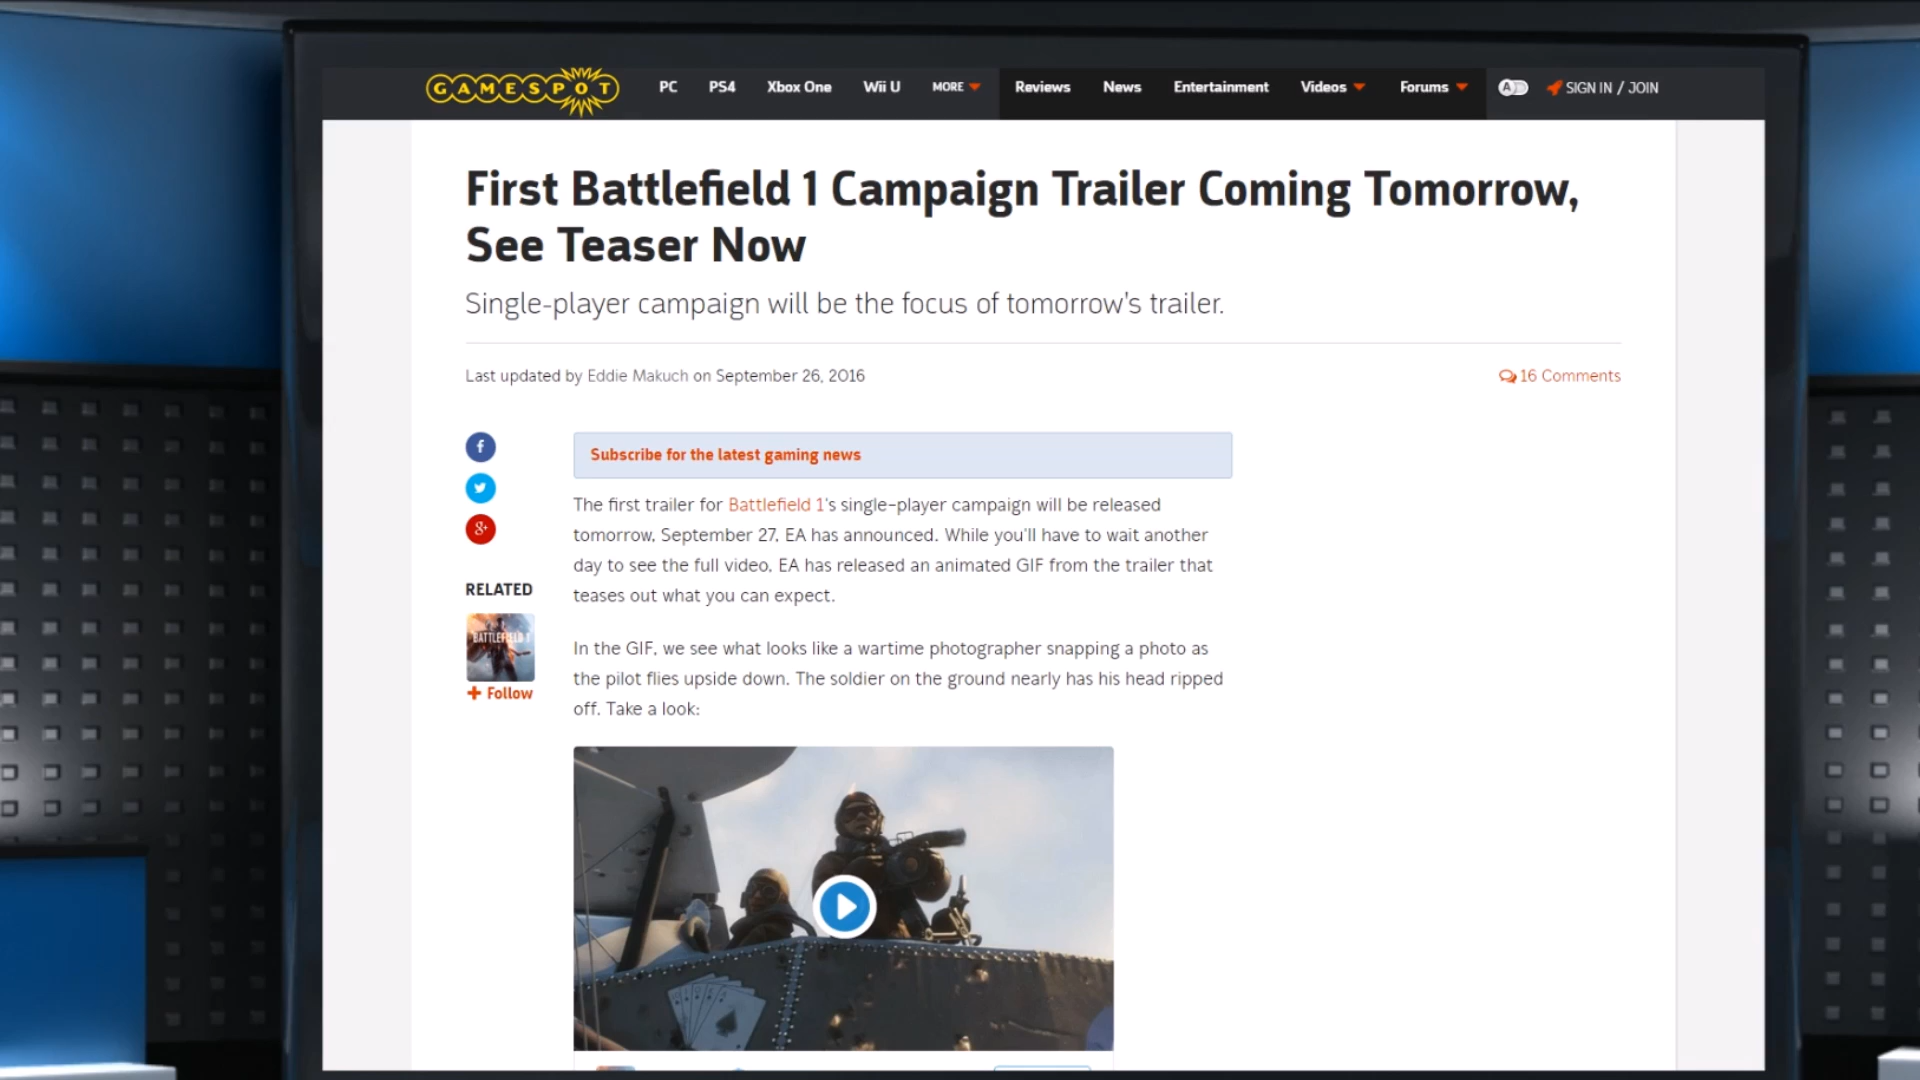 GAMESPOT PC PS4 Xbox One Wii U MORE Reviews News Entertainment Videos Forums A SIGN IN / JOIN
First Battlefield 1 Campaign Trailer Coming Tomorrow,
See Teaser Now
Single-player campaign will be the focus of tomorrow's trailer.
Last updated by Eddie Makuch on September 26, 2016
16 Comments
f
g+
RELATED
BATTLEFIELD 1
+ Follow
Subscribe for the latest gaming news
The first trailer for Battlefield 1's single-player campaign will be released
tomorrow, September 27, EA has announced. While you'll have to wait another
day to see the full video, EA has released an animated GIF from the trailer that
teases out what you can expect.
In the GIF, we see what looks like a wartime photographer snapping a photo as
the pilot flies upside down. The soldier on the ground nearly has his head ripped
off. Take a look: